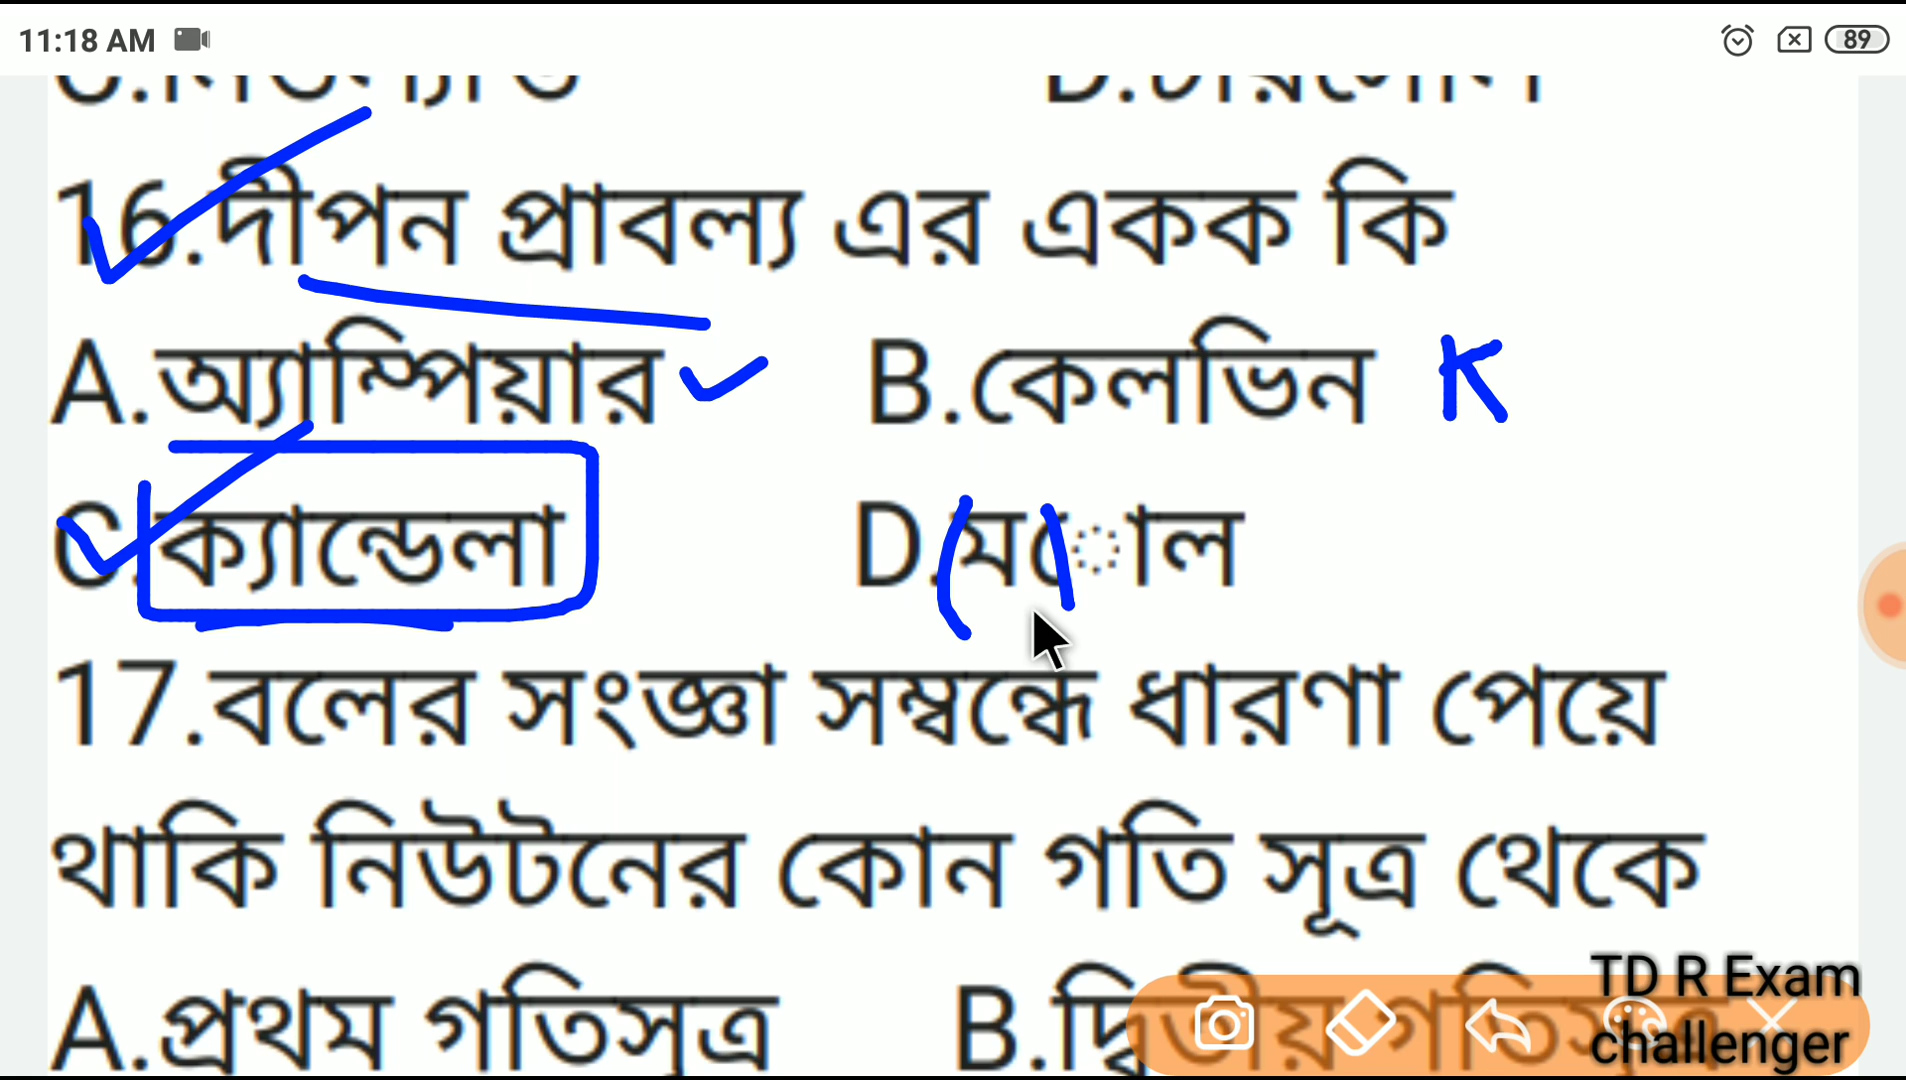 11:18 AM 89
16.দীপন প্রাবল্য এর একক কি
A.অ্যাম্পিয়ার B.কেলভিন K
C.ক্যান্ডেলা D.মোল
17.বলের সংজ্ঞা সম্বন্ধে ধারণা পেয়ে
থাকি নিউটনের কোন গতি সূত্র থেকে
A.প্রথম গতিসূত্র B.দ্বিতীয় গতিসূত্র
TD R Exam
challenger